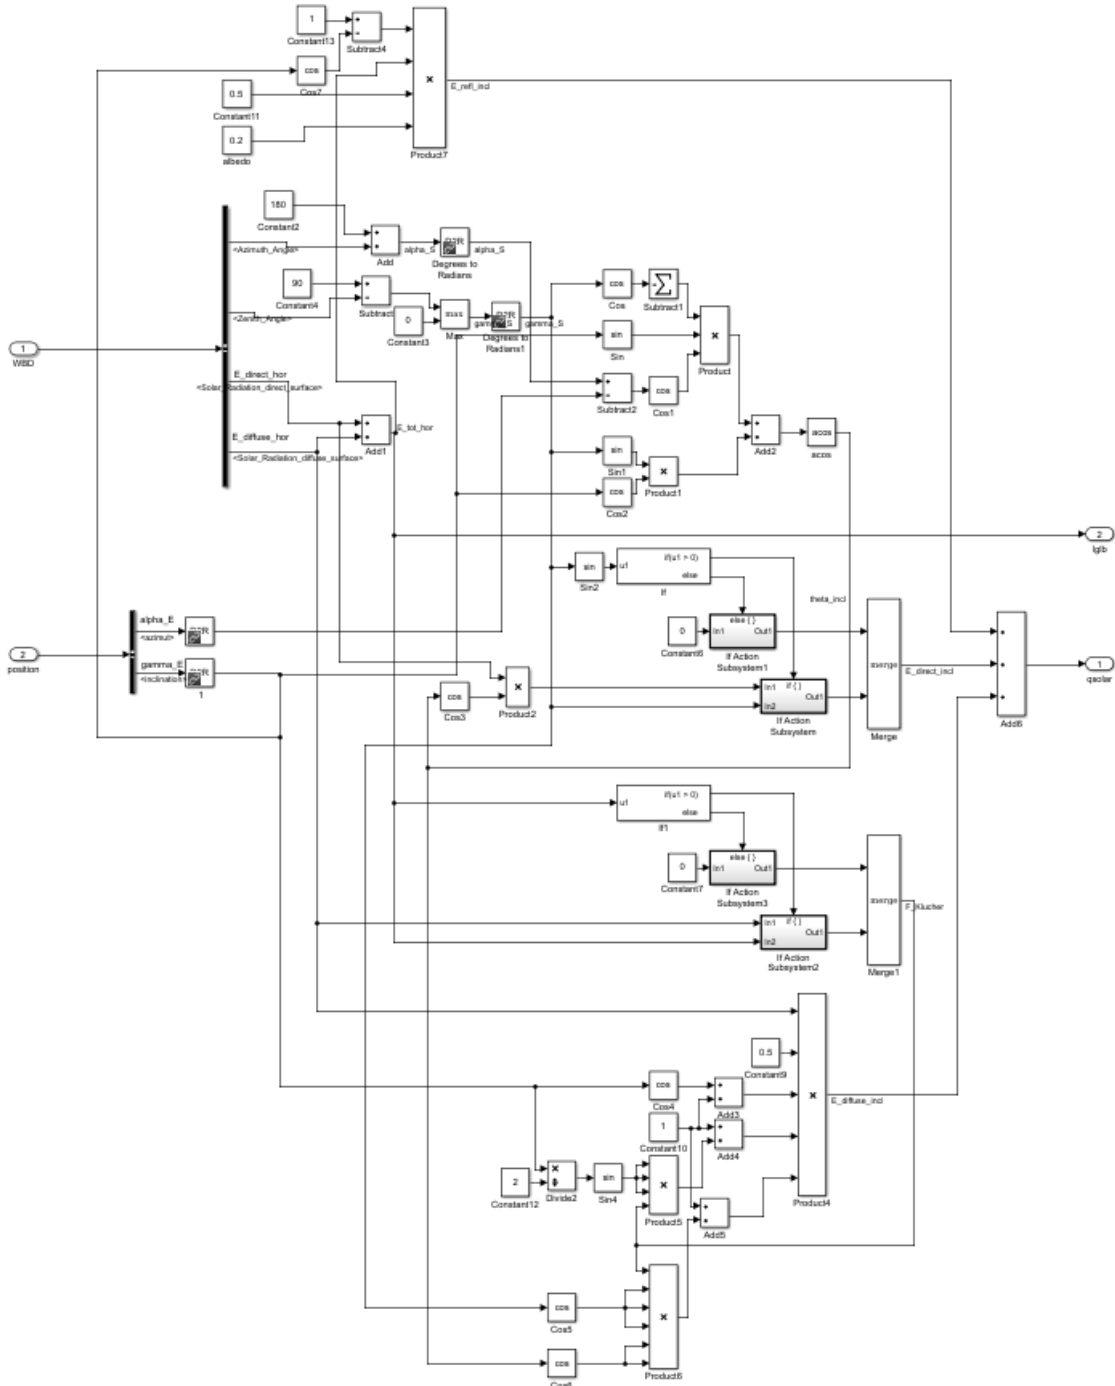 1
Constant13
Subtract4
cos
Cos7
0.5
Constant11
0.2
albedo
Product7
E_refl_incl
180
Constant2
<Azimuth_Angle>
Add
alpha_S
Degrees to
Radians
alpha_S
90
Constant4
<Zenith_Angle>
Subtract
0
Constant3
max
Max
gamma_S
Degrees to
Radians1
gamma_S
cos
Cos
Subtract1
sin
Sin
Product
Subtract2
cos
Cos1
1
WBD
E_direct_hor
<Solar_Radiation_direct_surface>
E_diffuse_hor
<Solar_Radiation_diffuse_surface>
Add1
E_tot_hor
sin
Sin1
cos
Cos2
Product1
Add2
acos
acos
2
Iglb
sin
Sin2
u1
if(u1 > 0)
else
If
theta_incl
0
Constant6
else { }
In1
Out1
If Action
Subsystem1
2
position
alpha_E
<azimut>
gamma_E
<inclination>
1
cos
Cos3
Product2
In1
In2
if { }
Out1
If Action
Subsystem
merge
Merge
E_direct_incl
Add6
1
qsolar
u1
if(u1 > 0)
else
If1
0
Constant7
else { }
In1
Out1
If Action
Subsystem3
In1
In2
if { }
Out1
If Action
Subsystem2
merge
Merge1
F_Klucher
0.5
Constant9
cos
Cos4
Add3
1
Constant10
Add4
2
Constant12
Divide2
sin
Sin4
Product5
Add5
Product4
E_diffuse_incl
cos
Cos5
cos
Product6